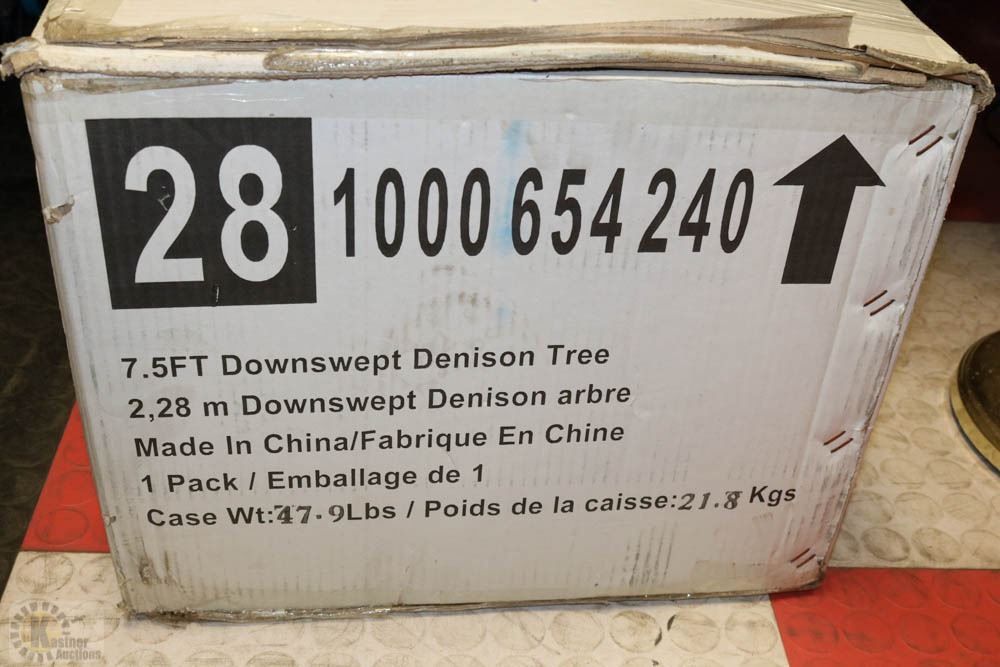 28 1000 654 240
7.5FT Downswept Denison Tree
2,28 m Downswept Denison arbre
Made In China/Fabrique En Chine
1 Pack / Emballage de 1
Case Wt:47.9Lbs / Poids de la caisse:21.8 Kgs
Kastner
Auctions